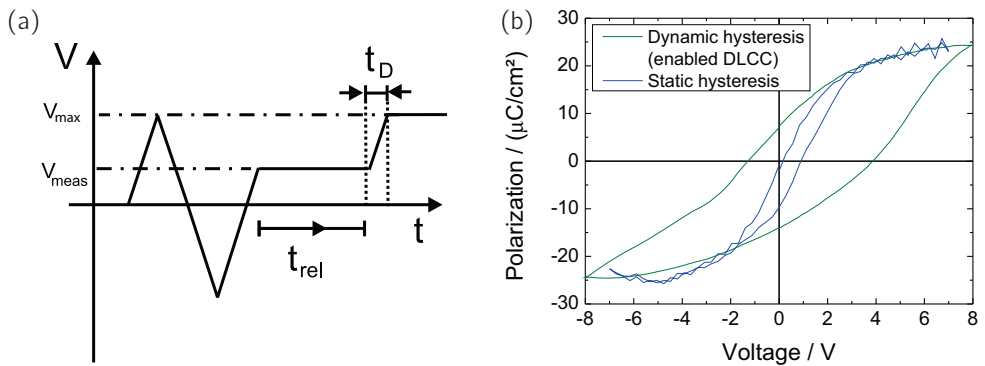 (a)
V
t_D
V_max
V_meas
t
t_rel
(b)
30
Dynamic hysteresis
(enabled DLCC)
Static hysteresis
20
10
0
-10
-20
-30
Polarization / (µC/cm²)
-8 -6 -4 -2 0 2 4 6 8
Voltage / V